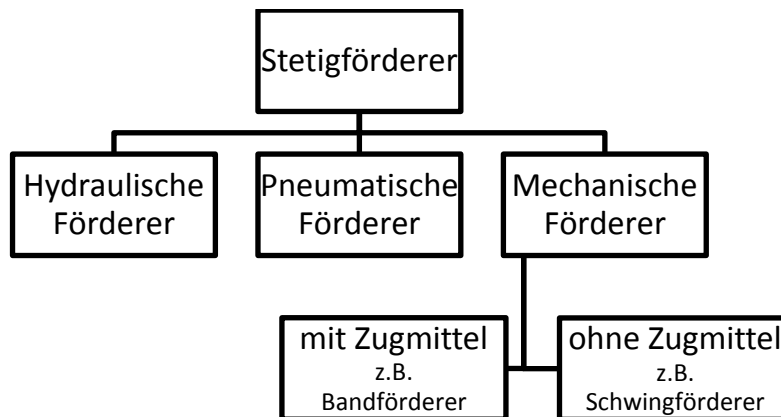 Stetigförderer
Hydraulische
Förderer
Pneumatische
Förderer
Mechanische
Förderer
mit Zugmittel
z.B.
Bandförderer
ohne Zugmittel
z.B.
Schwingförderer